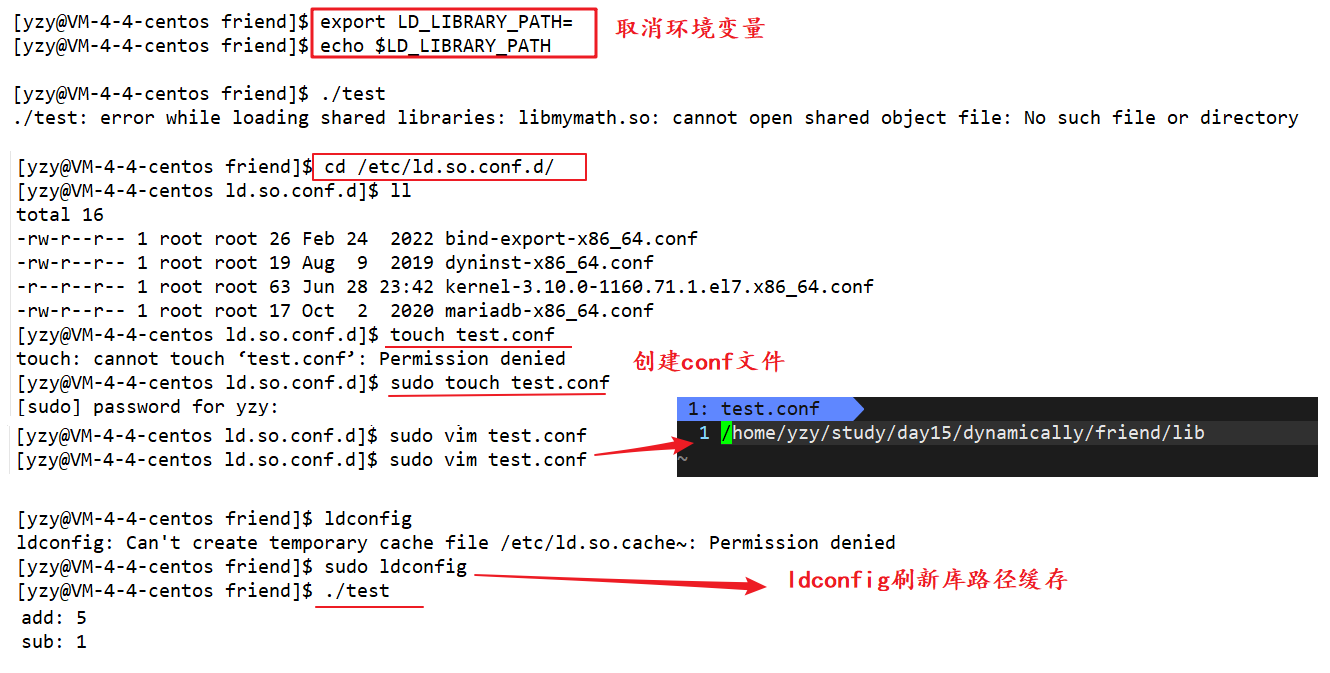 [yzy@VM-4-4-centos friend]$ export LD_LIBRARY_PATH=
取消环境变量
[yzy@VM-4-4-centos friend]$ echo $LD_LIBRARY_PATH
[yzy@VM-4-4-centos friend]$ ./test
./test: error while loading shared libraries: libmymath.so: cannot open shared object file: No such file or directory
[yzy@VM-4-4-centos friend]$ cd /etc/ld.so.conf.d/
[yzy@VM-4-4-centos ld.so.conf.d]$ ll
total 16
-rw-r--r-- 1 root root 26 Feb 24  2022 bind-export-x86_64.conf
-rw-r--r-- 1 root root 19 Aug  9  2019 dyninst-x86_64.conf
-r--r--r-- 1 root root 63 Jun 28 23:42 kernel-3.10.0-1160.71.1.el7.x86_64.conf
-rw-r--r-- 1 root root 17 Oct  2  2020 mariadb-x86_64.conf
[yzy@VM-4-4-centos ld.so.conf.d]$ touch test.conf
touch: cannot touch ‘test.conf’: Permission denied
创建conf文件
[yzy@VM-4-4-centos ld.so.conf.d]$ sudo touch test.conf
[sudo] password for yzy:
[yzy@VM-4-4-centos ld.so.conf.d]$ sudo vim test.conf
[yzy@VM-4-4-centos ld.so.conf.d]$ sudo vim test.conf
1: test.conf
1 /home/yzy/study/day15/dynamically/friend/lib
~
[yzy@VM-4-4-centos friend]$ ldconfig
ldconfig: Can't create temporary cache file /etc/ld.so.cache~: Permission denied
[yzy@VM-4-4-centos friend]$ sudo ldconfig
ldconfig刷新库路径缓存
[yzy@VM-4-4-centos friend]$ ./test
add: 5
sub: 1